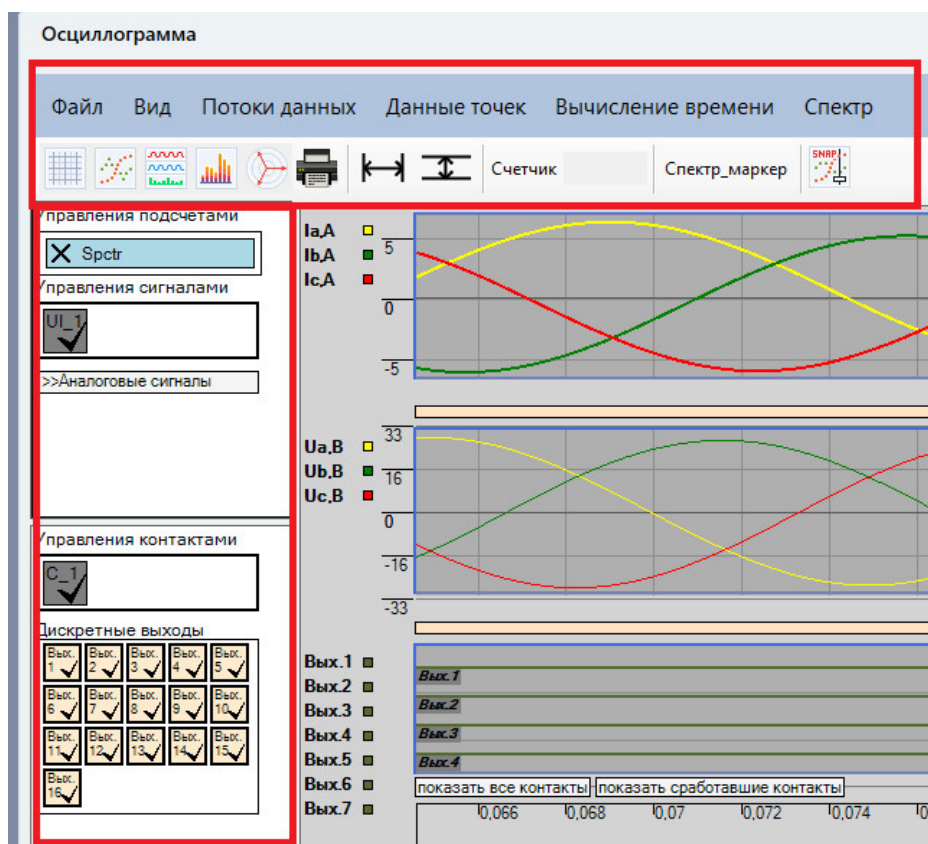 Осциллограмма
Файл Вид Потоки данных Данные точек Вычисление времени Спектр
Счетчик Спектр_маркер SNAP!
Управления подсчетами
Spctr
Управления сигналами
UI_1
>>Аналоговые сигналы
Управления контактами
C_1
Дискретные выходы
Вых. 1 Вых. 2 Вых. 3 Вых. 4 Вых. 5
Вых. 6 Вых. 7 Вых. 8 Вых. 9 Вых. 10
Вых. 11 Вых. 12 Вых. 13 Вых. 14 Вых. 15
Вых. 16
Ia,A
Ib,A
Ic,A
5
0
-5
Ua,B
Ub,B
Uc,B
33
16
0
-16
-33
Вых.1
Вых.2
Вых.3
Вых.4
Вых.5
Вых.6
Вых.7
Вых.1
Вых.2
Вых.3
Вых.4
показать все контакты показать сработавшие контакты
0,066 0,068 0,07 0,072 0,074